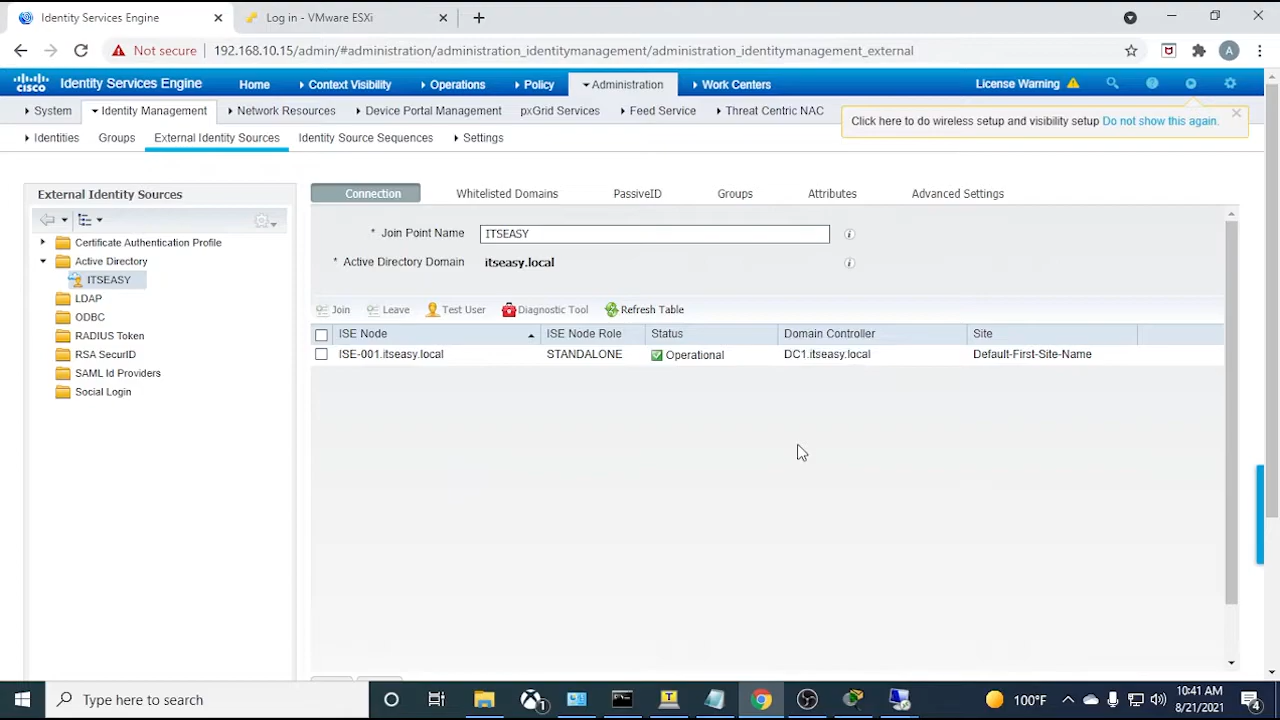 Identity Services Engine
Log in - VMware ESXi
Not secure 192.168.10.15/admin/#administration/administration_identitymanagement/administration_identitymanagement_external A
cisco Identity Services Engine Home Context Visibility Operations Policy Administration Work Centers License Warning
System Identity Management Network Resources Device Portal Management pxGrid Services Feed Service Threat Centric NAC
Click here to do wireless setup and visibility setup Do not show this again.
Identities Groups External Identity Sources Identity Source Sequences Settings
External Identity Sources
Certificate Authentication Profile
Active Directory
ITSEASY
LDAP
ODBC
RADIUS Token
RSA SecurID
SAML Id Providers
Social Login
Connection Whitelisted Domains PassiveID Groups Attributes Advanced Settings
* Join Point Name ITSEASY
* Active Directory Domain itseasy.local
Join Leave Test User Diagnostic Tool Refresh Table
ISE Node ISE Node Role Status Domain Controller Site
ISE-001.itseasy.local STANDALONE Operational DC1.itseasy.local Default-First-Site-Name
Type here to search
1
100°F
10:41 AM
8/21/2021
4